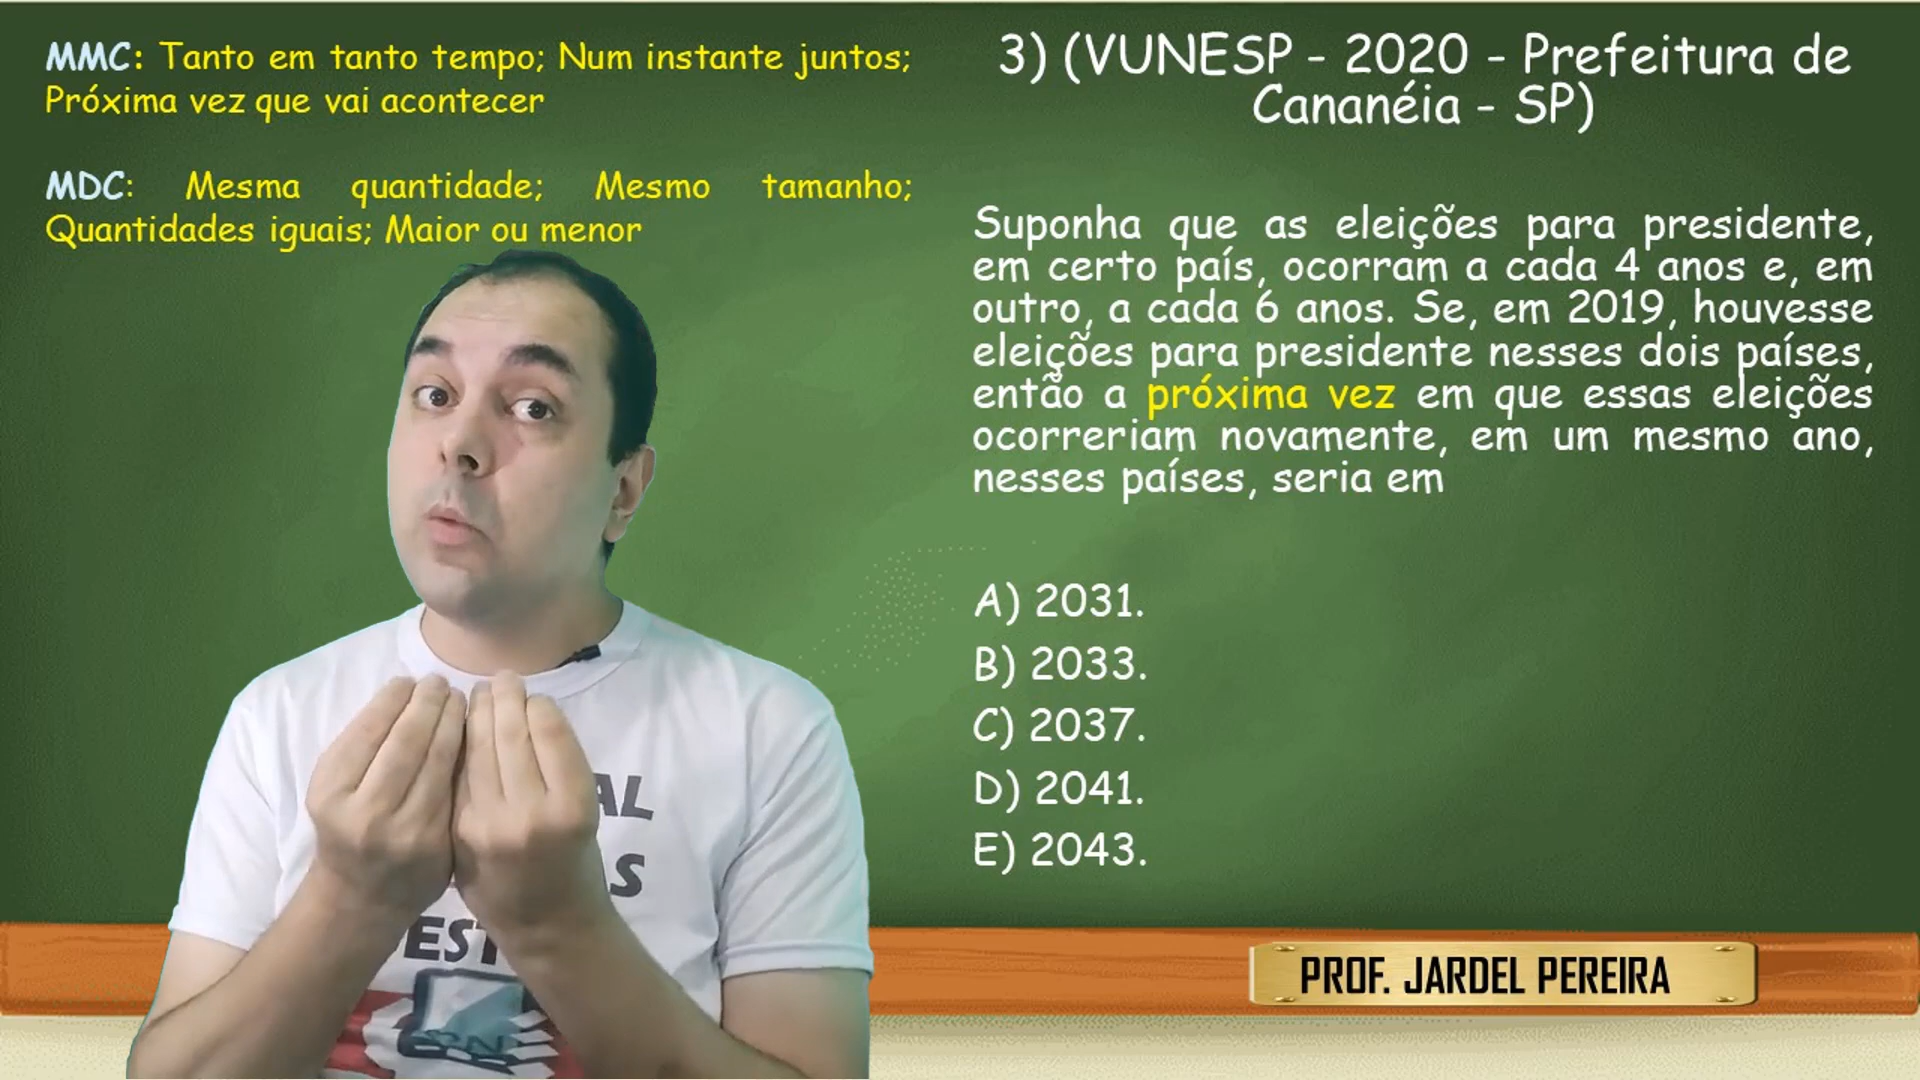 MMC: Tanto em tanto tempo; Num instante juntos;
Próxima vez que vai acontecer
MDC: Mesma quantidade; Mesmo tamanho;
Quantidades iguais; Maior ou menor
3) (VUNESP - 2020 - Prefeitura de
Cananéia - SP)
Suponha que as eleições para presidente,
em certo país, ocorram a cada 4 anos e, em
outro, a cada 6 anos. Se, em 2019, houvesse
eleições para presidente nesses dois países,
então a próxima vez em que essas eleições
ocorreriam novamente, em um mesmo ano,
nesses países, seria em
A) 2031.
B) 2033.
C) 2037.
D) 2041.
E) 2043.
PROF. JARDEL PEREIRA